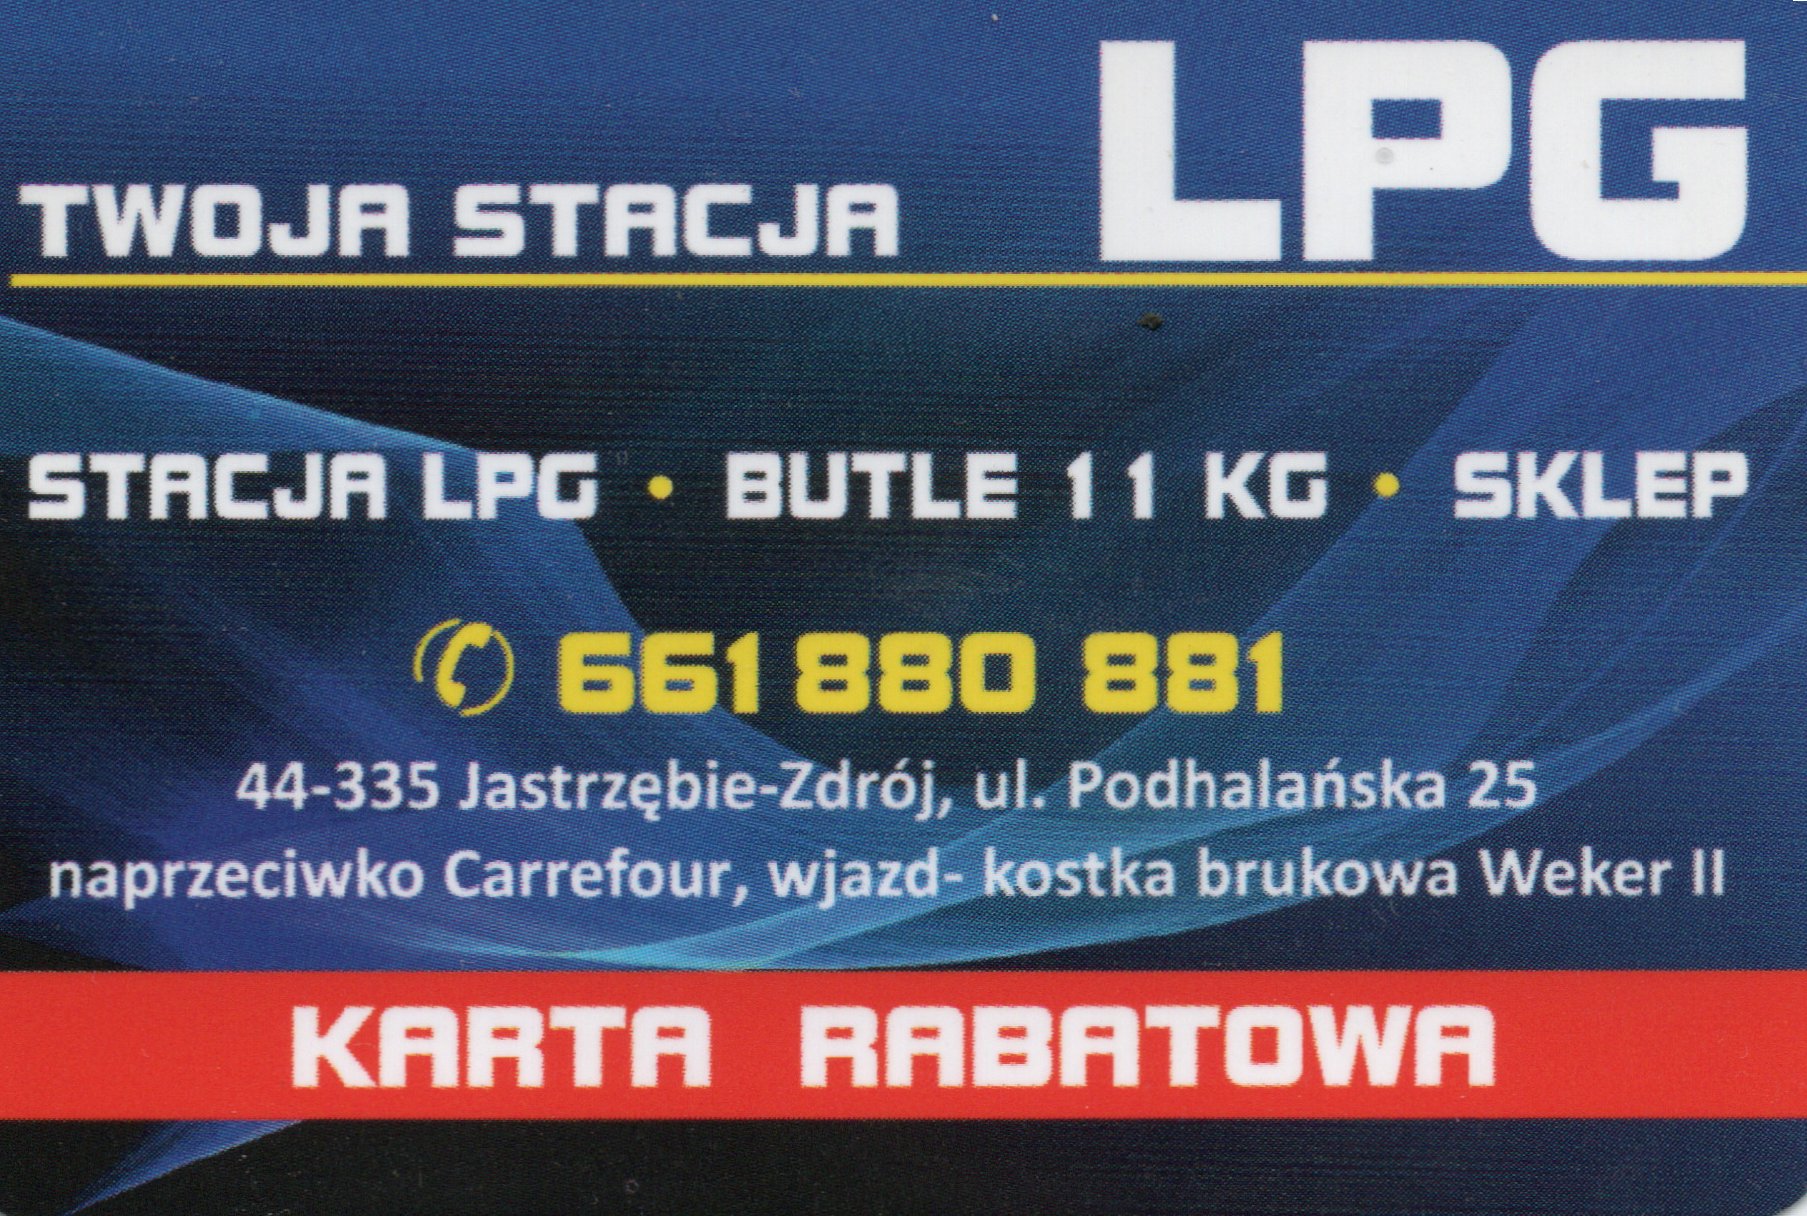 TWOJA STACJA LPG
STACJA LPG • BUTLE 11 KG • SKLEP
✆ 661 880 881
44-335 Jastrzębie-Zdrój, ul. Podhalańska 25
naprzeciwko Carrefour, wjazd- kostka brukowa Weker II
KARTA RABATOWA